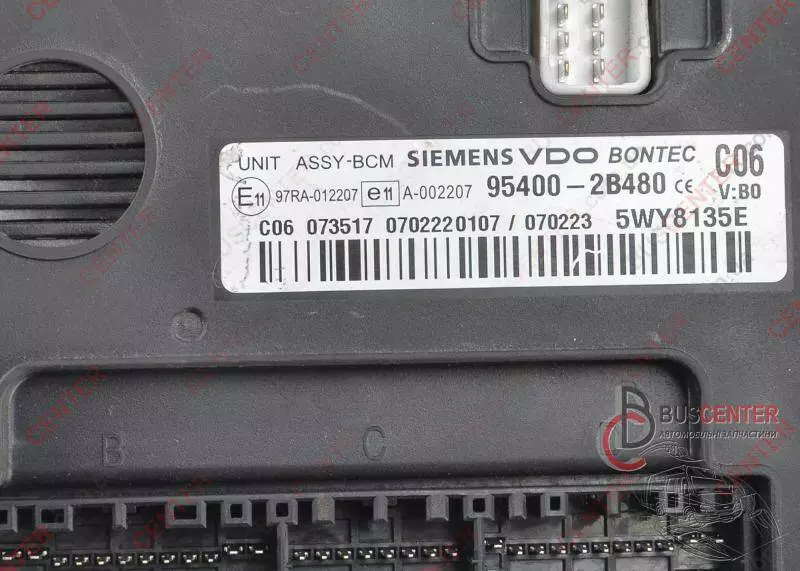 UNIT ASSY-BCM SIEMENS VDO BONTEC C06
E11 97RA-012207 e11 A-002207 95400-2B480 CE V:B0
C06 073517 0702220107 / 070223 5WY8135E
B C
BUSCENTER
АВТОМОБІЛЬНІ ЗАПЧАСТИНИ
BUSCENTER